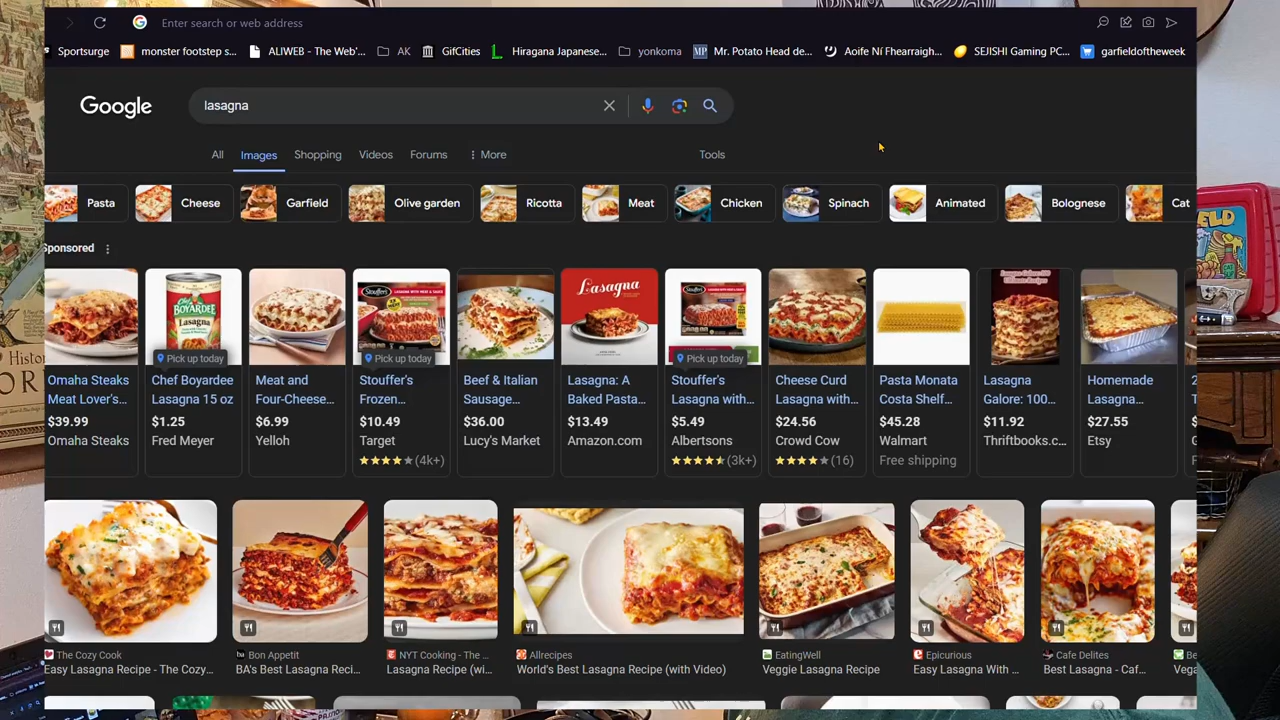 Enter search or web address
Sportsurge
monster footstep s...
ALIWEB - The Web'...
AK
GifCities
Hiragana Japanese...
yonkoma
Mr. Potato Head de...
Aoife Ní Fhearraigh...
SEJISHI Gaming PC...
garfieldoftheweek
Google
lasagna
All
Images
Shopping
Videos
Forums
More
Tools
Pasta
Cheese
Garfield
Olive garden
Ricotta
Meat
Chicken
Spinach
Animated
Bolognese
Cat
Sponsored
CHEF BOYARDEE
Lasagna
Stouffer's
Lasagna
Stouffer's
Pick up today
Pick up today
Pick up today
Omaha Steaks
Meat Lover's...
$39.99
Omaha Steaks
Chef Boyardee
Lasagna 15 oz
$1.25
Fred Meyer
Meat and
Four-Cheese...
$6.99
Yelloh
Stouffer's
Frozen...
$10.49
Target
(4k+)
Beef & Italian
Sausage...
$36.00
Lucy's Market
Lasagna: A
Baked Pasta...
$13.49
Amazon.com
Stouffer's
Lasagna with...
$5.49
Albertsons
(3k+)
Cheese Curd
Lasagna with...
$24.56
Crowd Cow
(16)
Pasta Monata
Costa Shelf...
$45.28
Walmart
Free shipping
Lasagna
Galore: 100...
$11.92
Thriftbooks.c...
Homemade
Lasagna...
$27.55
Etsy
The Cozy Cook
Easy Lasagna Recipe - The Cozy...
ba Bon Appetit
BA's Best Lasagna Reci...
NYT Cooking - The ...
Lasagna Recipe (wi...
Allrecipes
World's Best Lasagna Recipe (with Video)
EatingWell
Veggie Lasagna Recipe
Epicurious
Easy Lasagna With ...
Cafe Delites
Best Lasagna - Caf...